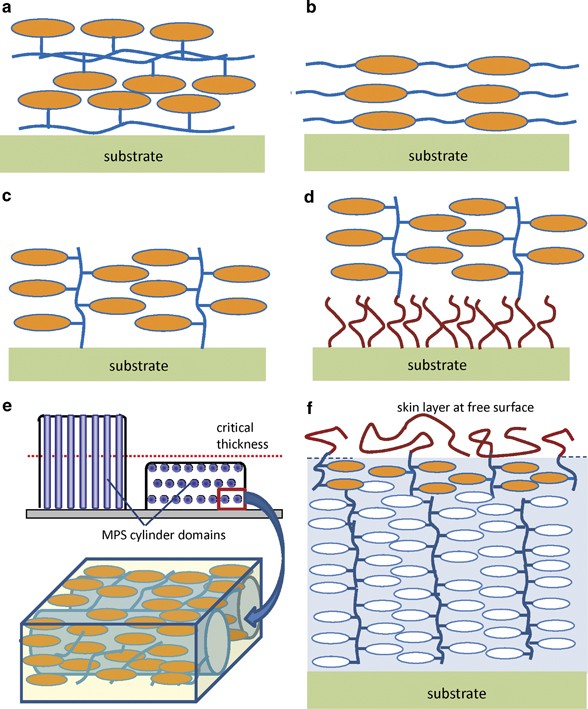 a
substrate
b
substrate
c
substrate
d
substrate
e
critical
thickness
MPS cylinder domains
f
skin layer at free surface
substrate